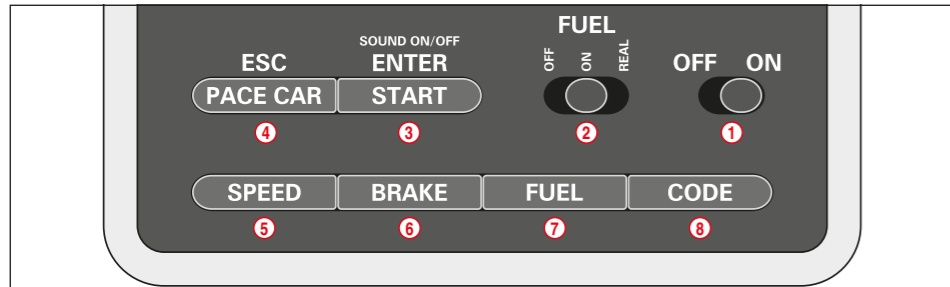 FUEL
SOUND ON/OFF
ESC ENTER OFF ON REAL OFF ON
PACE CAR START
4 3 2 1
SPEED BRAKE FUEL CODE
5 6 7 8